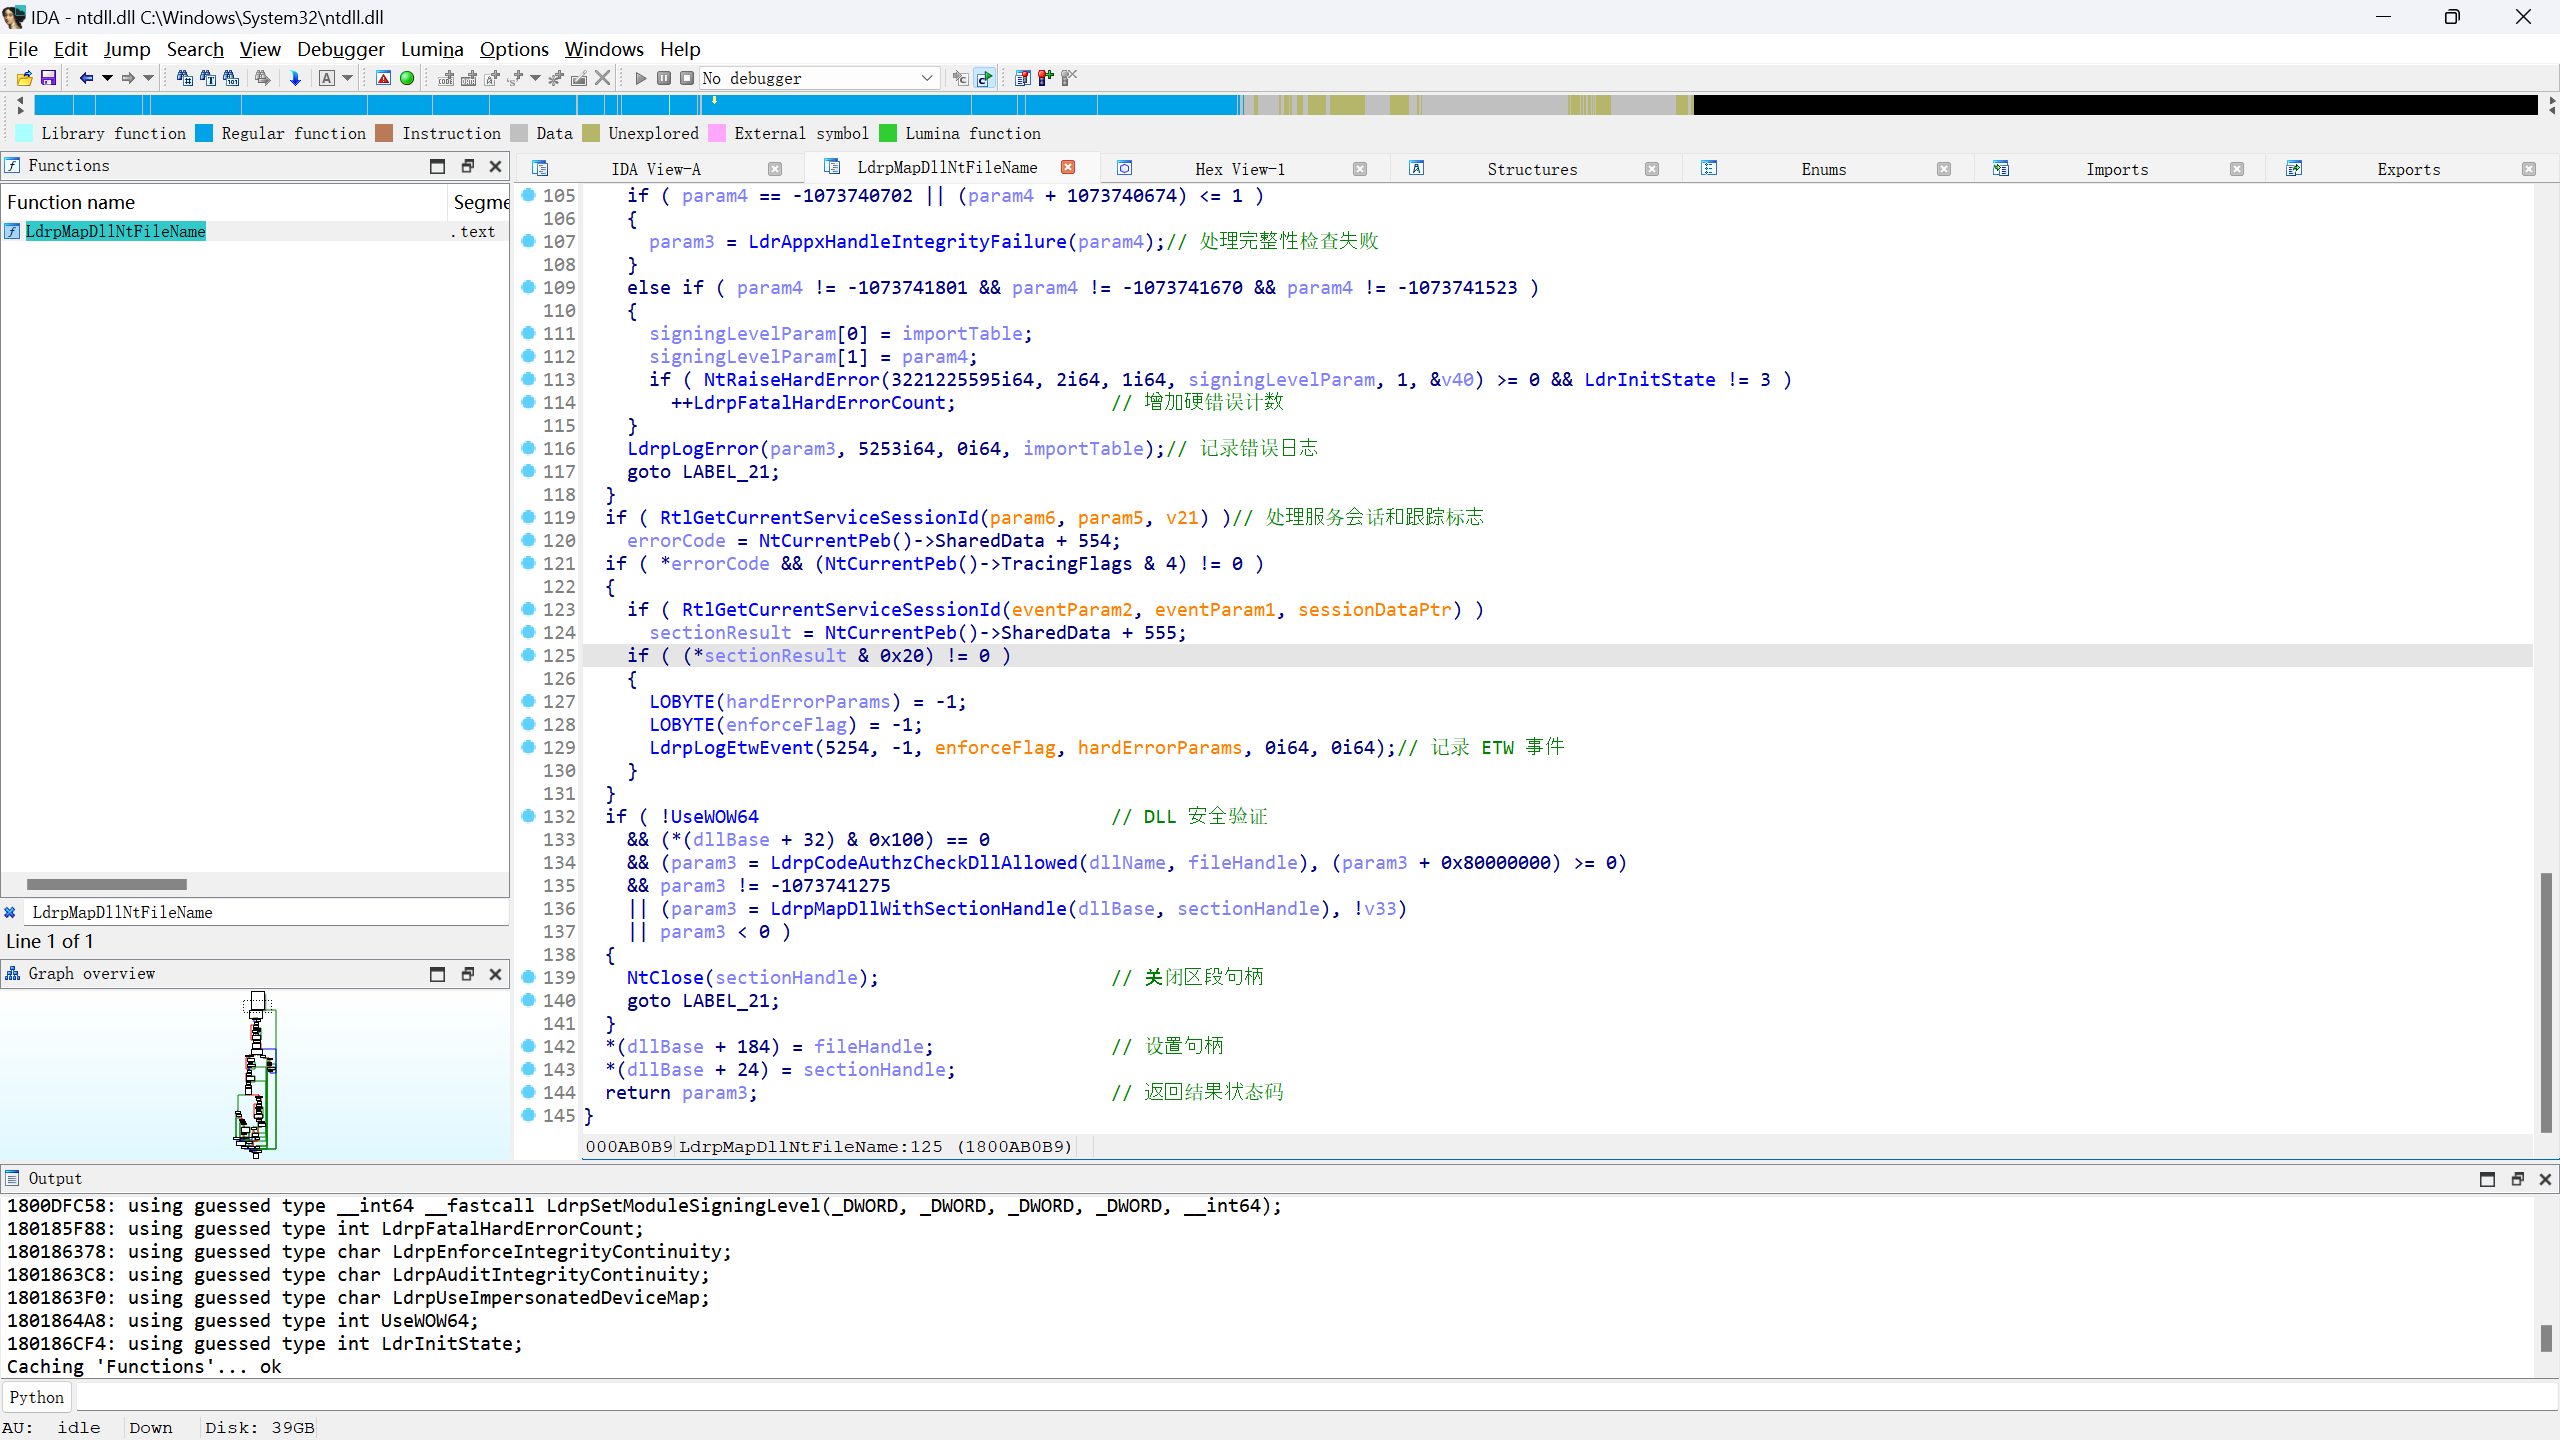 IDA - ntdll.dll C:\Windows\System32\ntdll.dll
File Edit Jump Search View Debugger Lumina Options Windows Help
No debugger
Library function Regular function Instruction Data Unexplored External symbol Lumina function
Functions
IDA View-A LdrpMapDllNtFileName Hex View-1 Structures Enums Imports Exports
Function name Segme
LdrpMapDllNtFileName .text
LdrpMapDllNtFileName
Line 1 of 1
Graph overview
105 if ( param4 == -1073740702 || (param4 + 1073740674) <= 1 )
106 {
107 param3 = LdrAppxHandleIntegrityFailure(param4);// 处理完整性检查失败
108 }
109 else if ( param4 != -1073741801 && param4 != -1073741670 && param4 != -1073741523 )
110 {
111 signingLevelParam[0] = importTable;
112 signingLevelParam[1] = param4;
113 if ( NtRaiseHardError(3221225595i64, 2i64, 1i64, signingLevelParam, 1, &v40) >= 0 && LdrInitState != 3 )
114 ++LdrpFatalHardErrorCount; // 增加硬错误计数
115 }
116 LdrpLogError(param3, 5253i64, 0i64, importTable);// 记录错误日志
117 goto LABEL_21;
118 }
119 if ( RtlGetCurrentServiceSessionId(param6, param5, v21) )// 处理服务会话和跟踪标志
120 errorCode = NtCurrentPeb()->SharedData + 554;
121 if ( *errorCode && (NtCurrentPeb()->TracingFlags & 4) != 0 )
122 {
123 if ( RtlGetCurrentServiceSessionId(eventParam2, eventParam1, sessionDataPtr) )
124 sectionResult = NtCurrentPeb()->SharedData + 555;
125 if ( (*sectionResult & 0x20) != 0 )
126 {
127 LOBYTE(hardErrorParams) = -1;
128 LOBYTE(enforceFlag) = -1;
129 LdrpLogEtwEvent(5254, -1, enforceFlag, hardErrorParams, 0i64, 0i64);// 记录 ETW 事件
130 }
131 }
132 if ( !UseWOW64 // DLL 安全验证
133 && (*(dllBase + 32) & 0x100) == 0
134 && (param3 = LdrpCodeAuthzCheckDllAllowed(dllName, fileHandle), (param3 + 0x80000000) >= 0)
135 && param3 != -1073741275
136 || (param3 = LdrpMapDllWithSectionHandle(dllBase, sectionHandle), !v33)
137 || param3 < 0 )
138 {
139 NtClose(sectionHandle); // 关闭区段句柄
140 goto LABEL_21;
141 }
142 *(dllBase + 184) = fileHandle; // 设置句柄
143 *(dllBase + 24) = sectionHandle;
144 return param3; // 返回结果状态码
145 }
000AB0B9 LdrpMapDllNtFileName:125 (1800AB0B9)
Output
1800DFC58: using guessed type __int64 __fastcall LdrpSetModuleSigningLevel(_DWORD, _DWORD, _DWORD, _DWORD, __int64);
180185F88: using guessed type int LdrpFatalHardErrorCount;
180186378: using guessed type char LdrpEnforceIntegrityContinuity;
1801863C8: using guessed type char LdrpAuditIntegrityContinuity;
1801863F0: using guessed type char LdrpUseImpersonatedDeviceMap;
1801864A8: using guessed type int UseWOW64;
180186CF4: using guessed type int LdrInitState;
Caching 'Functions'... ok
Python
AU: idle Down Disk: 39GB